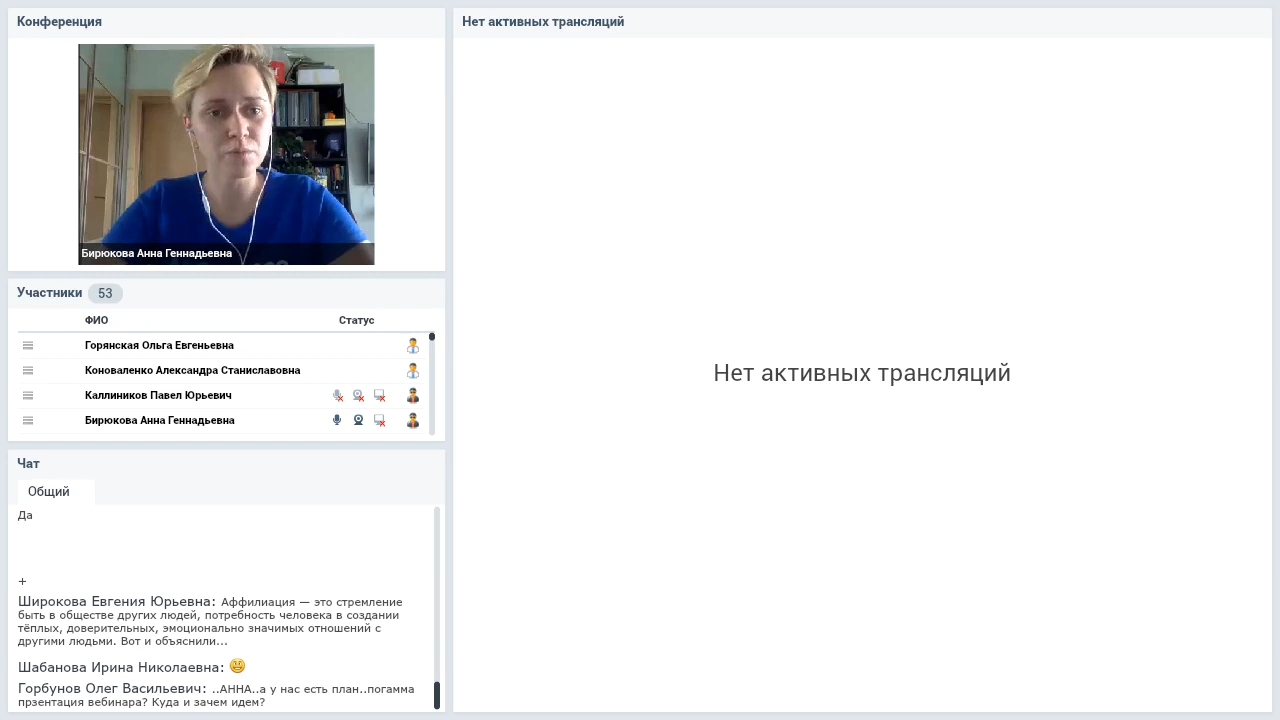 Конференция
Бирюкова Анна Геннадьевна
Участники 53
ФИО Статус
Горянская Ольга Евгеньевна
Коноваленко Александра Станиславовна
Каллиников Павел Юрьевич
Бирюкова Анна Геннадьевна
Чат
Общий
Да
+
Широкова Евгения Юрьевна: Аффилиация — это стремление
быть в обществе других людей, потребность человека в создании
тёплых, доверительных, эмоционально значимых отношений с
другими людьми. Вот и объяснили...
Шабанова Ирина Николаевна:
Горбунов Олег Васильевич: ..АННА..а у нас есть план..погамма
прзентация вебинара? Куда и зачем идем?
Нет активных трансляций
Нет активных трансляций